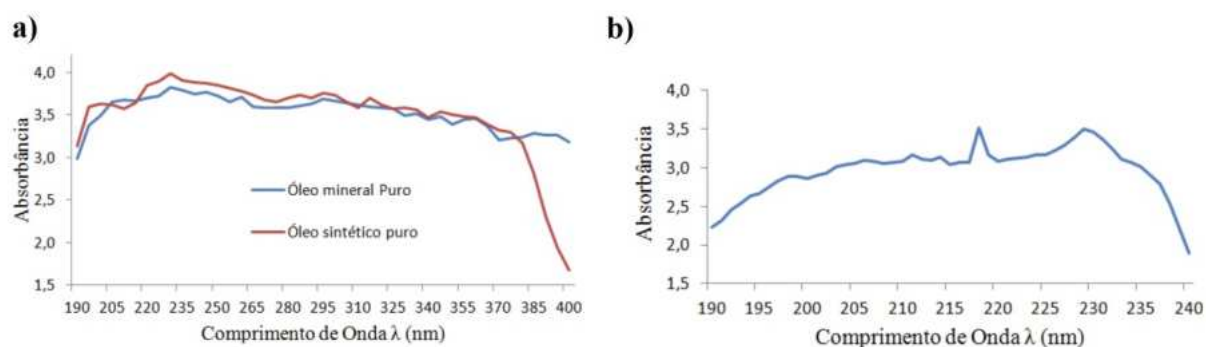 a)
4,0
3,5
3,0
2,5
2,0
1,5
Absorbância
Óleo mineral Puro
Óleo sintético puro
190 205 220 235 250 265 280 295 310 325 340 355 370 385 400
Comprimento de Onda λ (nm)
b)
4,0
3,5
3,0
2,5
2,0
1,5
Absorbância
190 195 200 205 210 215 220 225 230 235 240
Comprimento de Onda λ (nm)